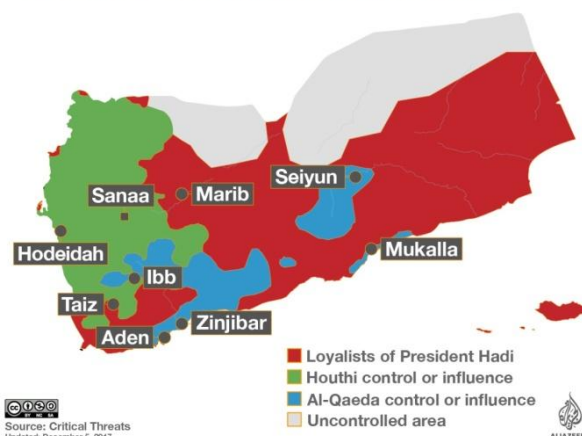 Seiyun
Sanaa
Marib
Mukalla
Hodeidah
Ibb
Taiz
Zinjibar
Aden
Loyalists of President Hadi
Houthi control or influence
Al-Qaeda control or influence
Uncontrolled area
Source: Critical Threats